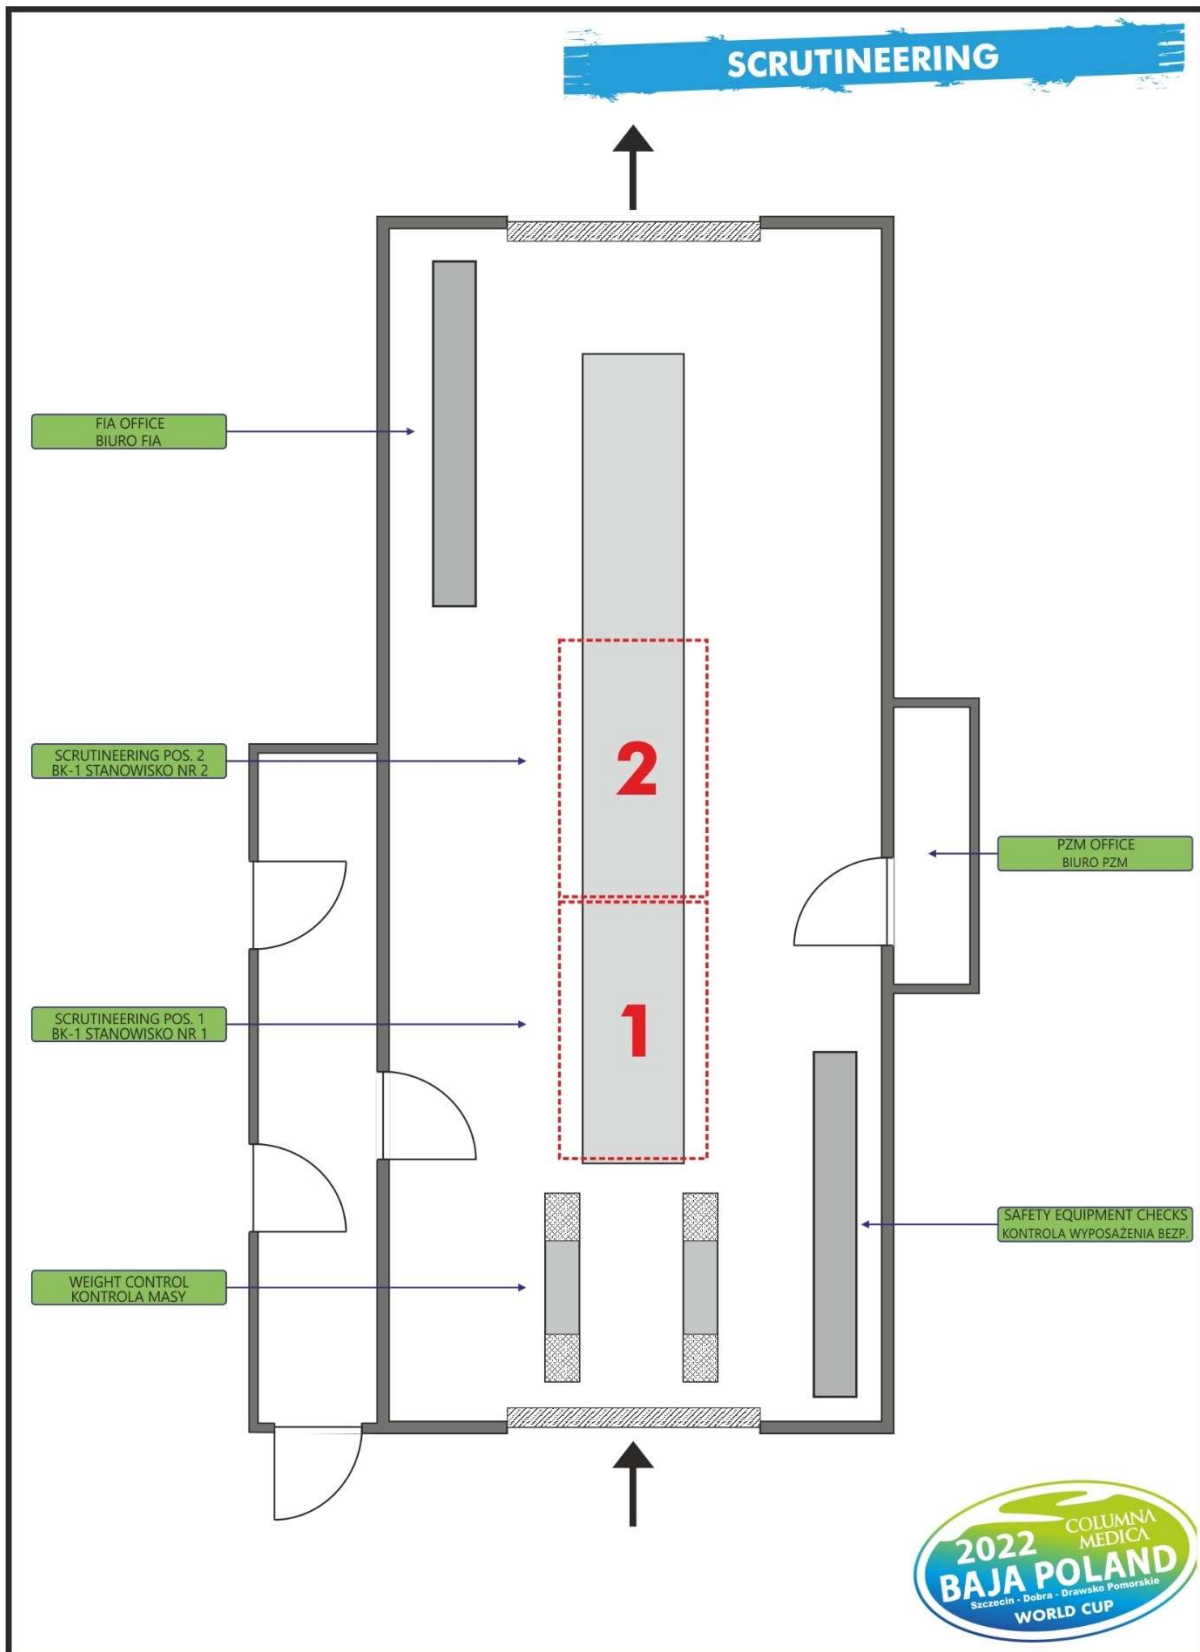 SCRUTINEERING
FIA OFFICE
BIURO FIA
SCRUTINEERING POS. 2
BK-1 STANOWISKO NR 2
2
PZM OFFICE
BIURO PZM
SCRUTINEERING POS. 1
BK-1 STANOWISKO NR 1
1
SAFETY EQUIPMENT CHECKS
KONTROLA WYPOSAŻENIA BEZP.
WEIGHT CONTROL
KONTROLA MASY
COLUMNA
MEDICA
2022
BAJA POLAND
Szczecin - Dobra - Drawsko Pomorskie
WORLD CUP